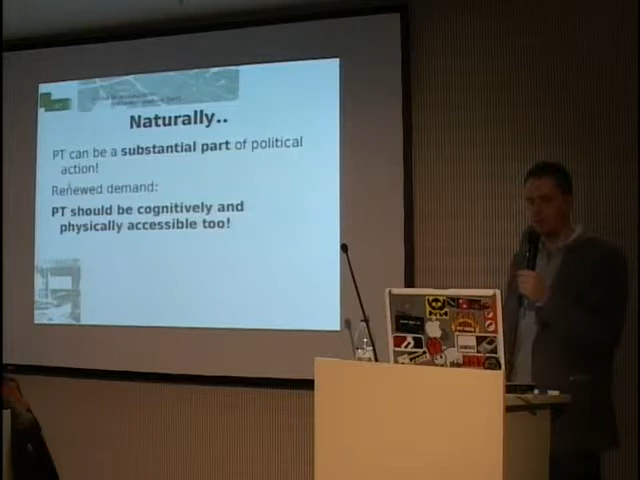 Naturally..
PT can be a substantial part of political
action!
Renewed demand:
PT should be cognitively and
physically accessible too!